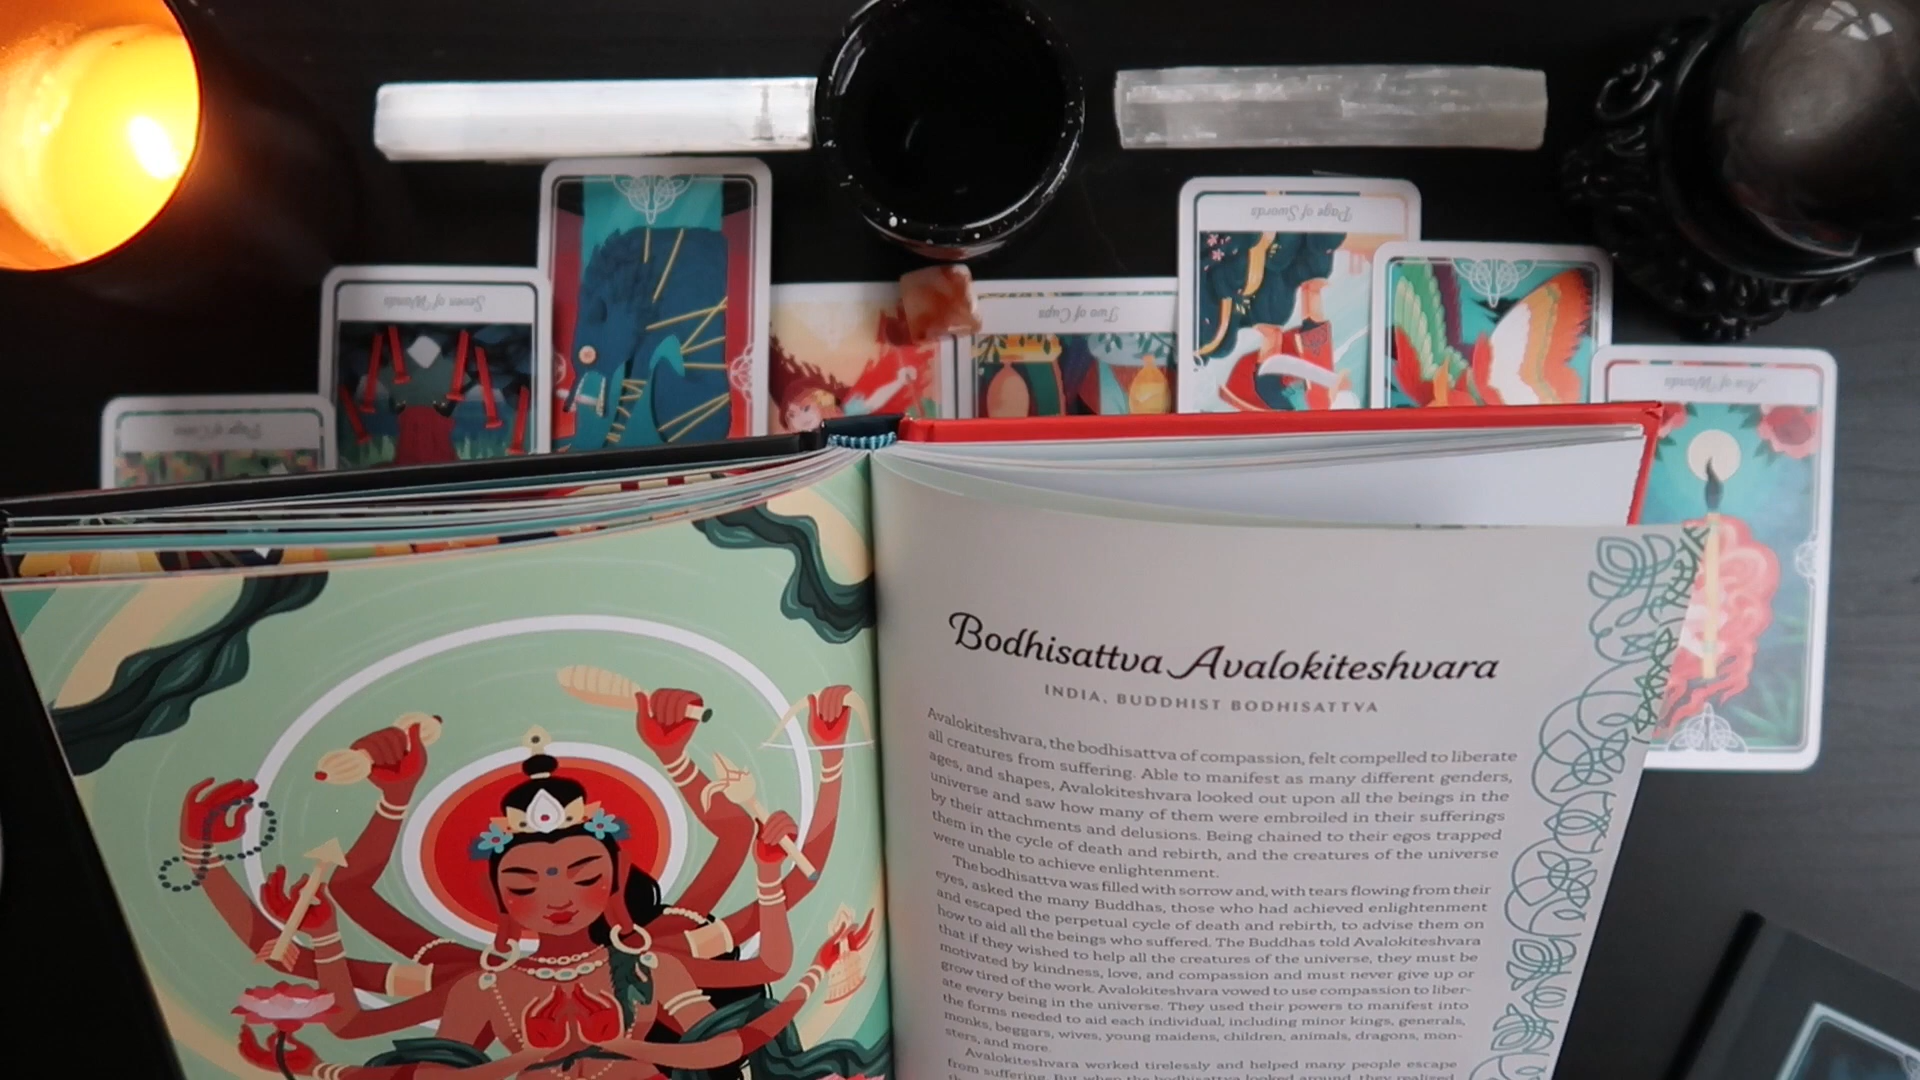 Page of Swords
Seven of Wands
Two of Cups
Ace of Wands
Page of Coins
Bodhisattva Avalokiteshvara
INDIA, BUDDHIST BODHISATTVA
Avalokiteshvara, the bodhisattva of compassion, felt compelled to liberate
all creatures from suffering. Able to manifest as many different genders,
ages, and shapes, Avalokiteshvara looked out upon all the beings in the
universe and saw how many of them were embroiled in their sufferings
by their attachments and delusions. Being chained to their egos trapped
them in the cycle of death and rebirth, and the creatures of the universe
were unable to achieve enlightenment.
The bodhisattva was filled with sorrow and, with tears flowing from their
eyes, asked the many Buddhas, those who had achieved enlightenment
and escaped the perpetual cycle of death and rebirth, to advise them on
how to aid all the beings who suffered. The Buddhas told Avalokiteshvara
that if they wished to help all the creatures of the universe, they must be
motivated by kindness, love, and compassion and must never give up or
grow tired of the work. Avalokiteshvara vowed to use compassion to liber-
ate every being in the universe. They used their powers to manifest into
the forms needed to aid each individual, including minor kings, generals,
monks, beggars, wives, young maidens, children, animals, dragons, mon-
sters, and more.
Avalokiteshvara worked tirelessly and helped many people escape
from suffering. But when the bodhisattva looked around, they realized